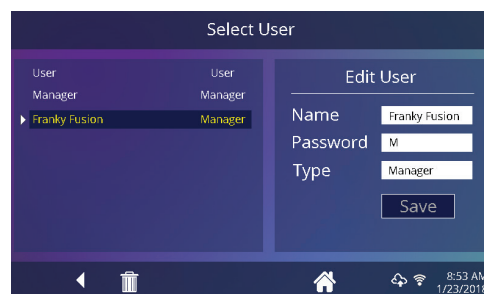 Select User
User User
Manager Manager
Franky Fusion Manager
Edit User
Name Franky Fusion
Password M
Type Manager
Save
8:53 AM
1/23/2018